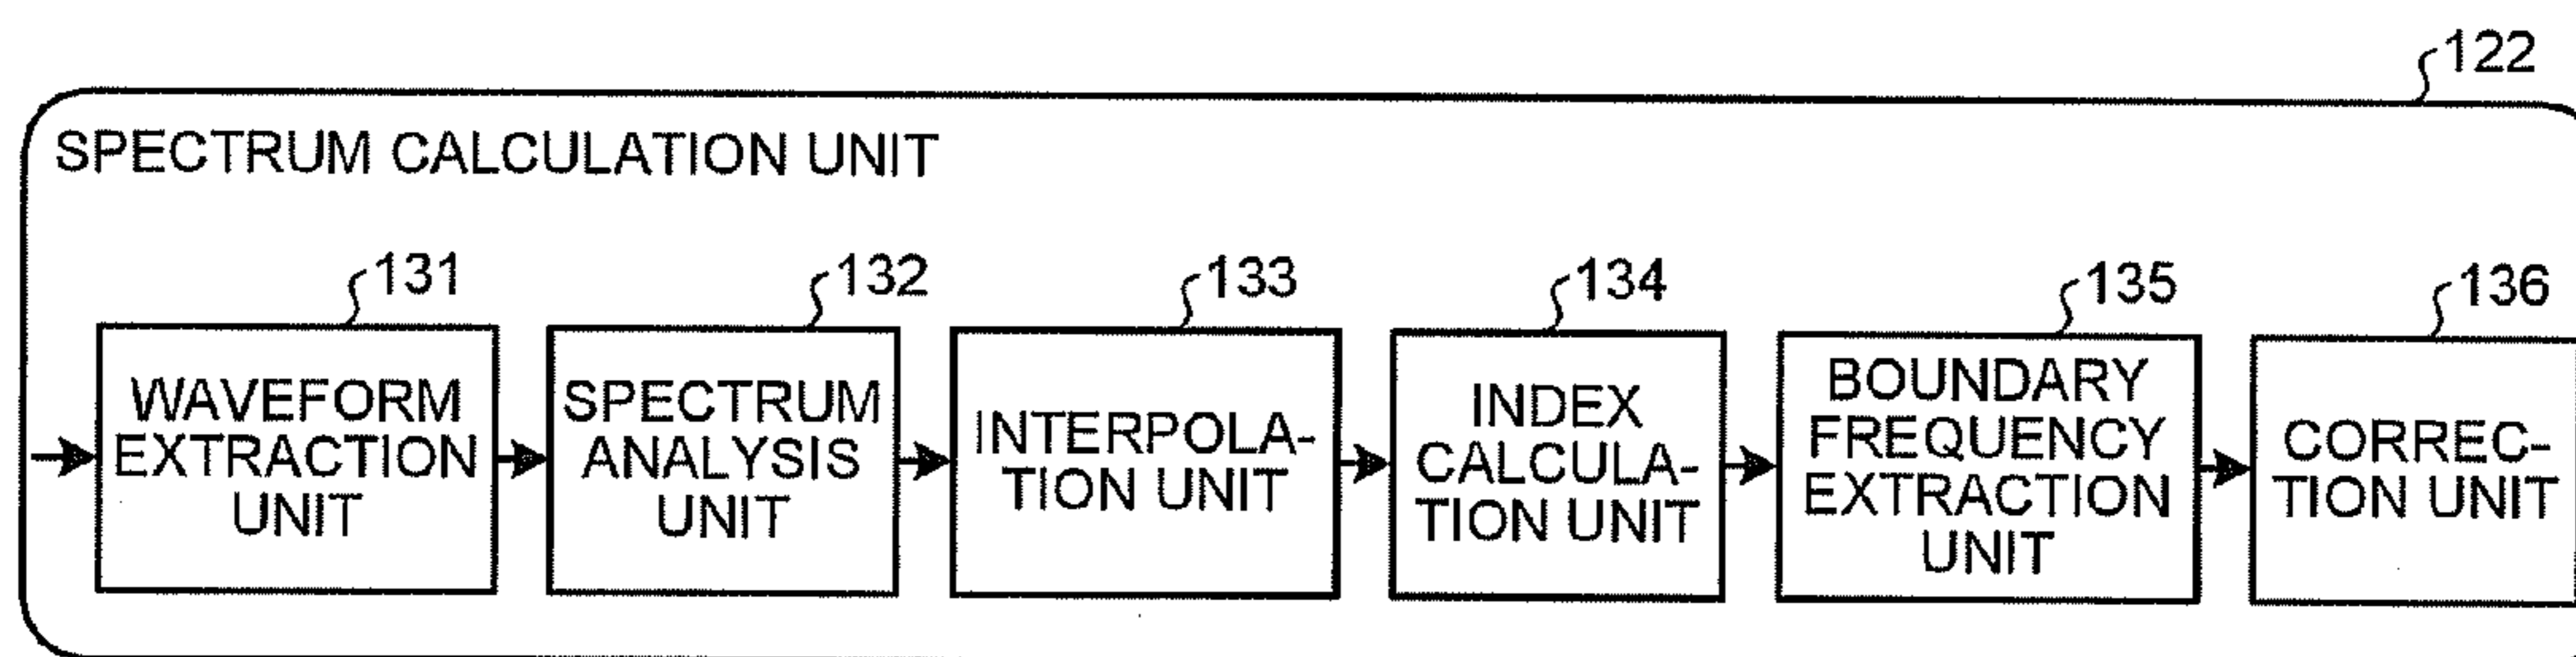 122
SPECTRUM CALCULATION UNIT
131
132
133
134
135
136
WAVEFORM
EXTRACTION
UNIT
SPECTRUM
ANALYSIS
UNIT
INTERPOLA-
TION UNIT
INDEX
CALCULA-
TION UNIT
BOUNDARY
FREQUENCY
EXTRACTION
UNIT
CORREC-
TION UNIT